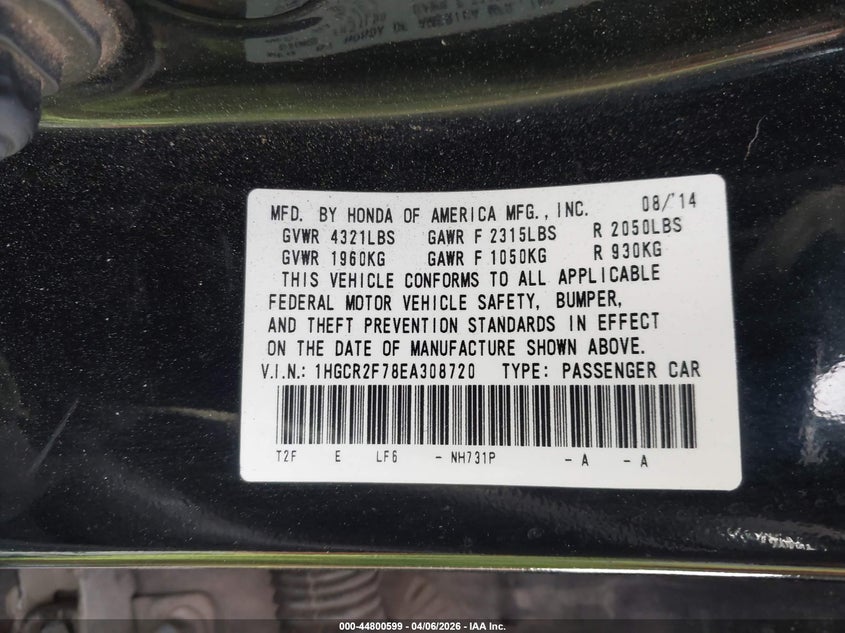 MFD. BY HONDA OF AMERICA MFG., INC. 08/'14
GVWR 4321LBS GAWR F 2315LBS R 2050LBS
GVWR 1960KG GAWR F 1050KG R 930KG
THIS VEHICLE CONFORMS TO ALL APPLICABLE
FEDERAL MOTOR VEHICLE SAFETY, BUMPER,
AND THEFT PREVENTION STANDARDS IN EFFECT
ON THE DATE OF MANUFACTURE SHOWN ABOVE.
V.I.N.: 1HGCR2F78EA308720 TYPE: PASSENGER CAR
T2F E LF6 - NH731P - A - A
000-44800599 - 04/06/2026 - IAA Inc.